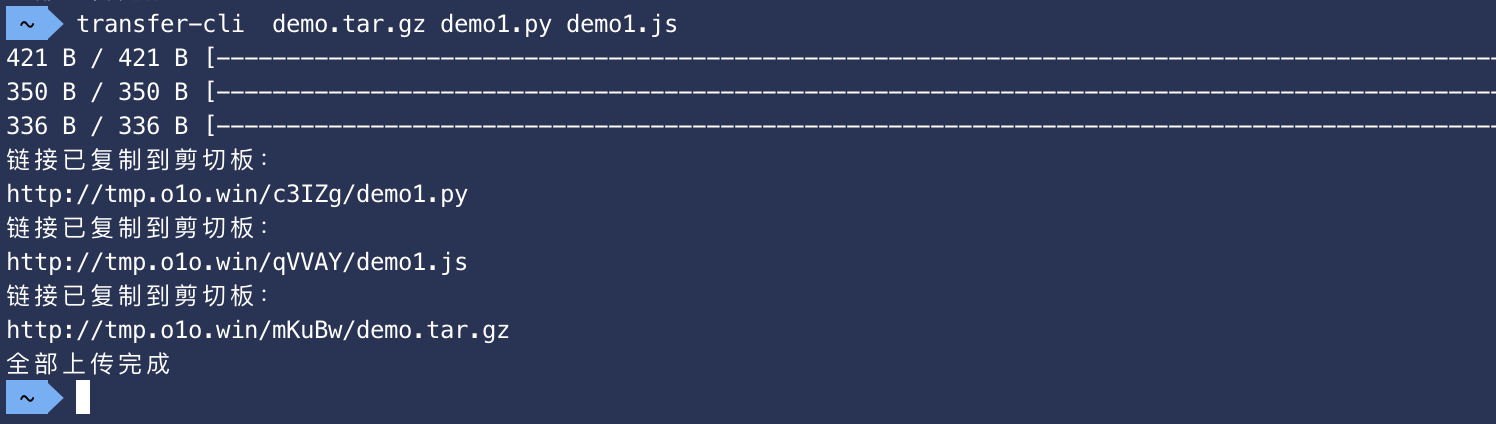 ~ transfer-cli  demo.tar.gz demo1.py demo1.js
421 B / 421 B [------------------------------------------------------------------------------------------
350 B / 350 B [------------------------------------------------------------------------------------------
336 B / 336 B [------------------------------------------------------------------------------------------
链接已复制到剪切板：
http://tmp.o1o.win/c3IZg/demo1.py
链接已复制到剪切板：
http://tmp.o1o.win/qVVAY/demo1.js
链接已复制到剪切板：
http://tmp.o1o.win/mKuBw/demo.tar.gz
全部上传完成
~